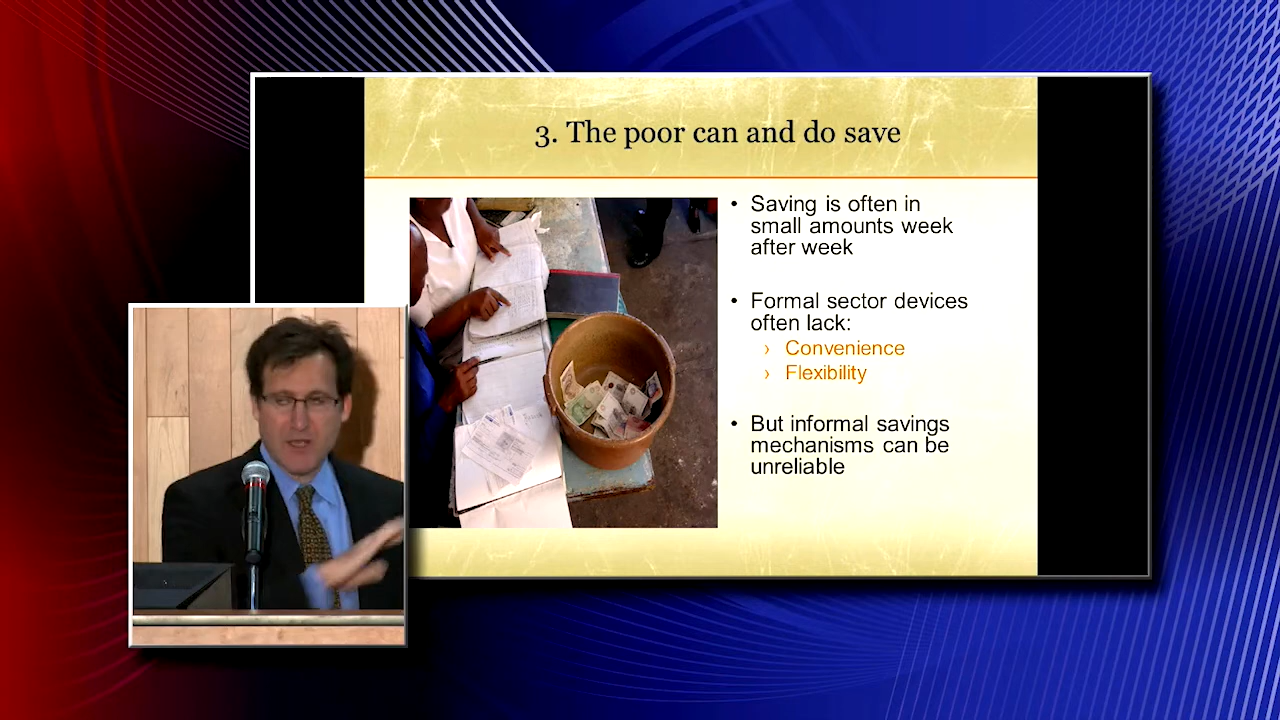 3. The poor can and do save
• Saving is often in
small amounts week
after week
• Formal sector devices
often lack:
› Convenience
› Flexibility
• But informal savings
mechanisms can be
unreliable